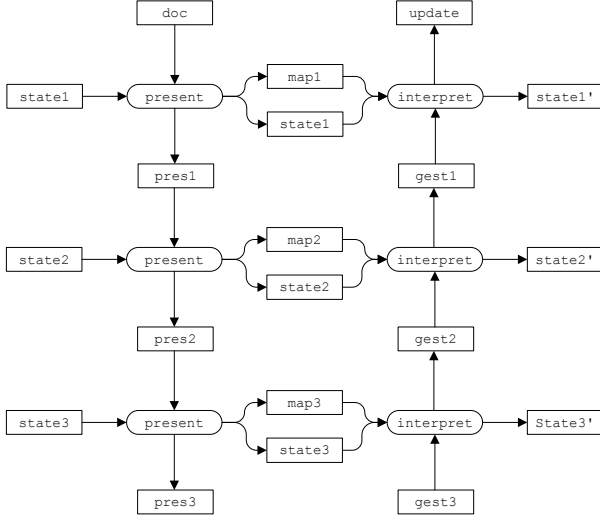 doc
update
map1
state1
present
interpret
state1'
state1
pres1
gest1
map2
state2
present
interpret
state2'
state2
pres2
gest2
map3
state3
present
interpret
State3'
state3
pres3
gest3